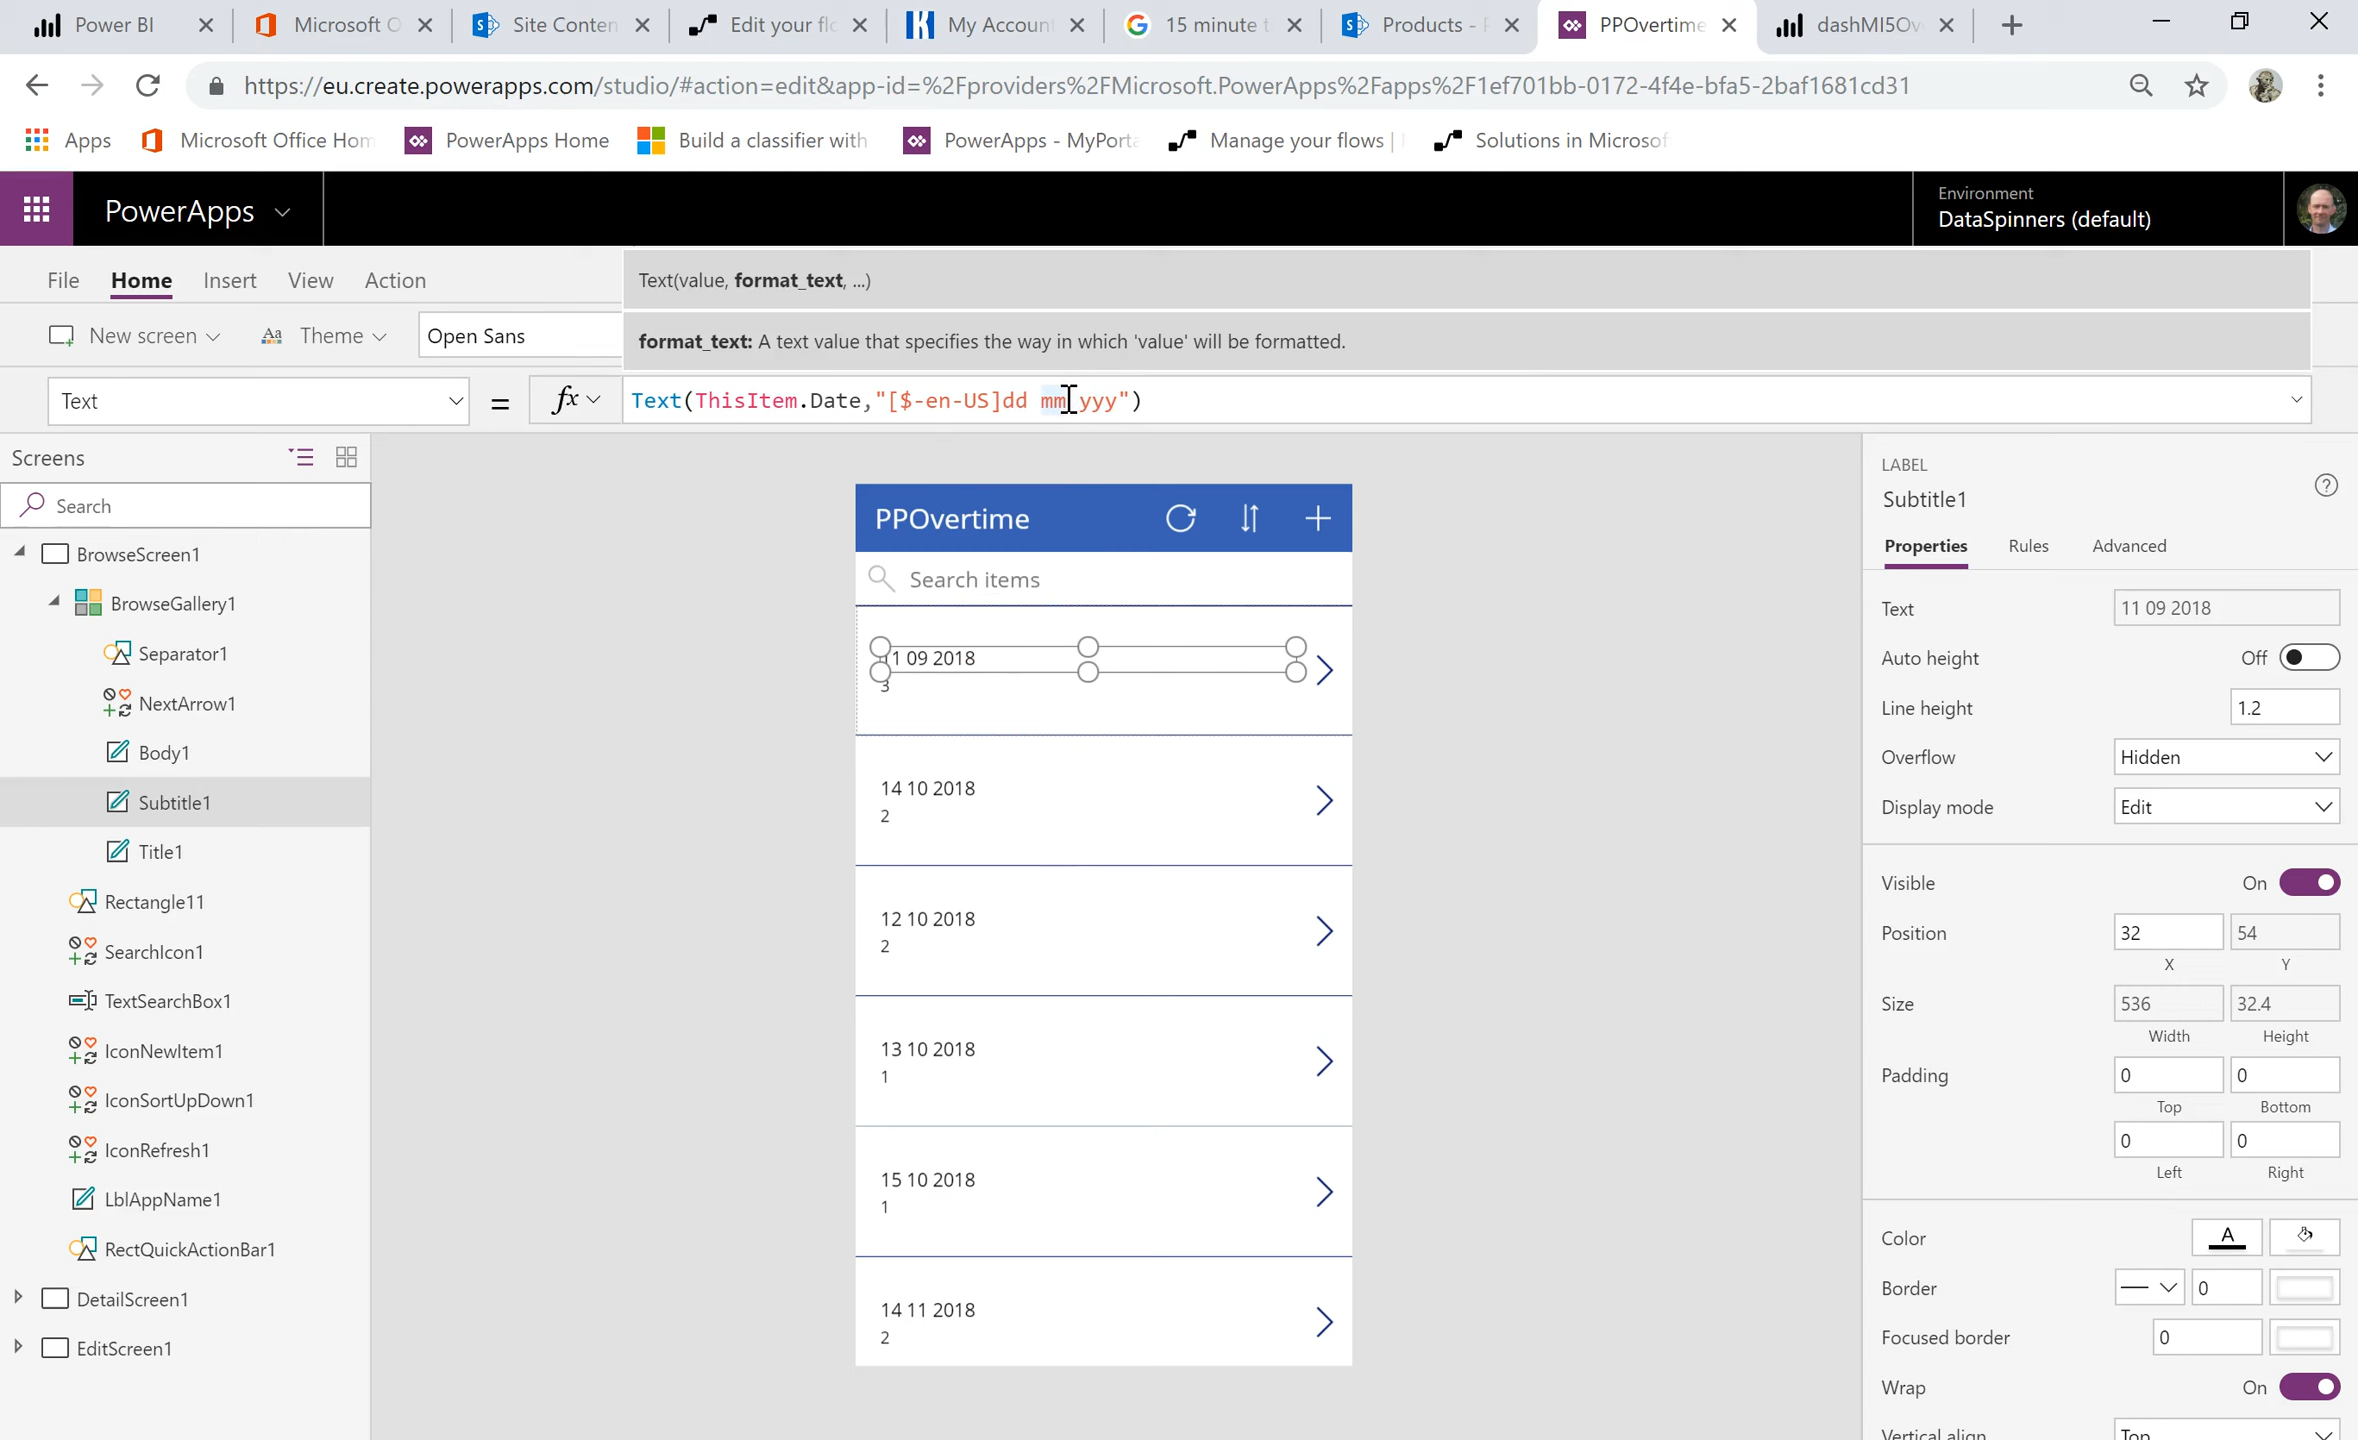 Power BI
Microsoft O
Site Conten
Edit your flo
My Account
15 minute t
Products - P
PPOvertime
dashMI5Ov
https://eu.create.powerapps.com/studio/#action=edit&app-id=%2Fproviders%2FMicrosoft.PowerApps%2Fapps%2F1ef701bb-0172-4f4e-bfa5-2baf1681cd31
Apps
Microsoft Office Hom
PowerApps Home
Build a classifier with
PowerApps - MyPorta
Manage your flows |
Solutions in Microsof
PowerApps
Environment
DataSpinners (default)
File Home Insert View Action
Text(value, format_text, ...)
New screen
Theme
Open Sans
format_text: A text value that specifies the way in which 'value' will be formatted.
Text
= fx
Text(ThisItem.Date,"[$-en-US]dd mm yyy")
Screens
Search
BrowseScreen1
BrowseGallery1
Separator1
NextArrow1
Body1
Subtitle1
Title1
Rectangle11
SearchIcon1
TextSearchBox1
IconNewItem1
IconSortUpDown1
IconRefresh1
LblAppName1
RectQuickActionBar1
DetailScreen1
EditScreen1
PPOvertime
Search items
11 09 2018
3
14 10 2018
2
12 10 2018
2
13 10 2018
1
15 10 2018
1
14 11 2018
2
LABEL
Subtitle1
Properties Rules Advanced
Text 11 09 2018
Auto height Off
Line height 1.2
Overflow Hidden
Display mode Edit
Visible On
Position 32 54
X Y
Size 536 32.4
Width Height
Padding 0 0
Top Bottom
0 0
Left Right
Color A
Border 0
Focused border 0
Wrap On
Vertical align Top